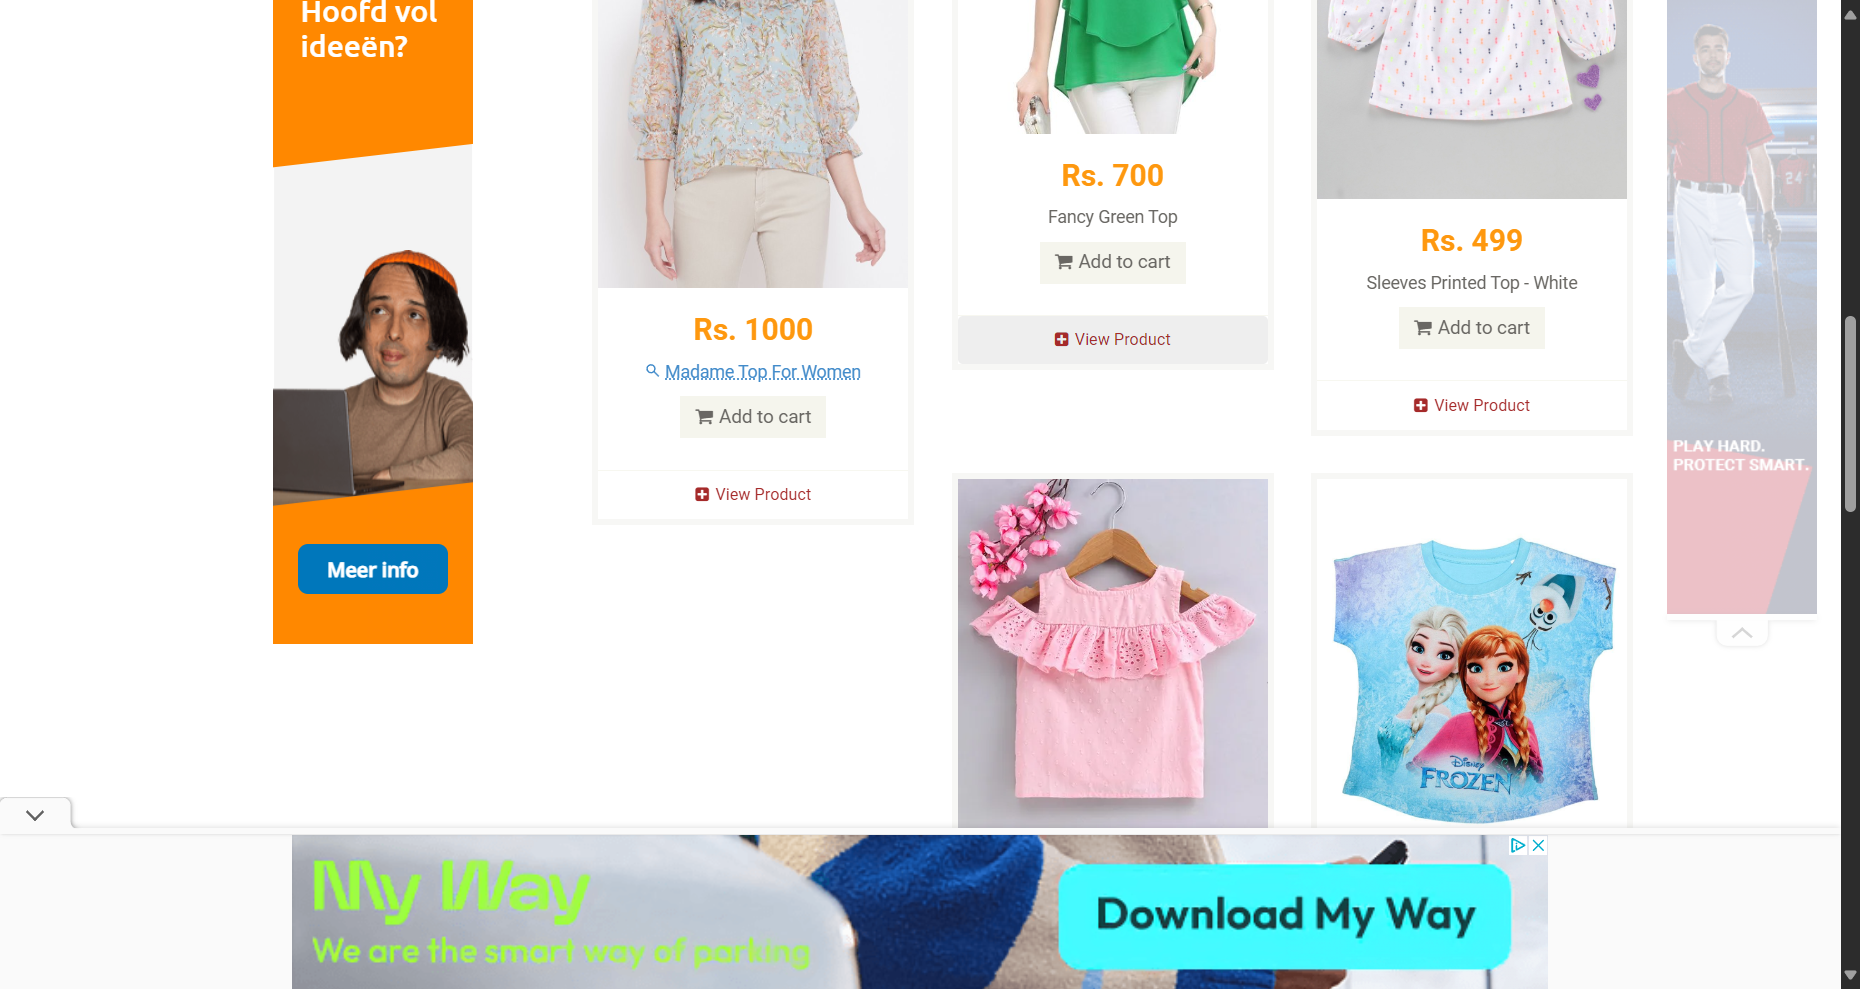 Hoofd vol
ideeën?
Meer info
Rs. 1000
Madame Top For Women
Add to cart
View Product
Rs. 700
Fancy Green Top
Add to cart
View Product
Rs. 499
Sleeves Printed Top - White
Add to cart
View Product
Disney
FROZEN
24
PLAY HARD.
PROTECT SMART.
My Way
We are the smart way of parking
Download My Way